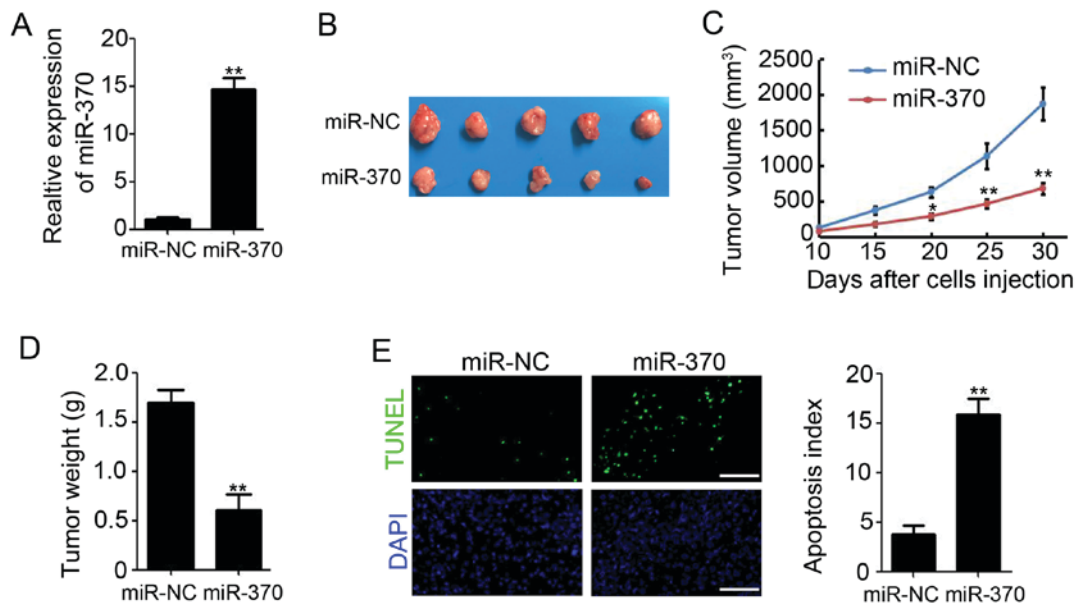 A
Realtive expression
of miR-370
20
15
10
5
0
**
miR-NC miR-370
B
miR-NC
miR-370
C
Tumor volume (mm³)
2500
2000
1500
1000
500
0
miR-NC
miR-370
*
**
**
10 15 20 25 30
Days after cells injection
D
Tumor weight (g)
2.0
1.5
1.0
0.5
0
**
miR-NC miR-370
E
miR-NC miR-370
TUNEL
DAPI
Apoptosis index
20
15
10
5
0
**
miR-NC miR-370